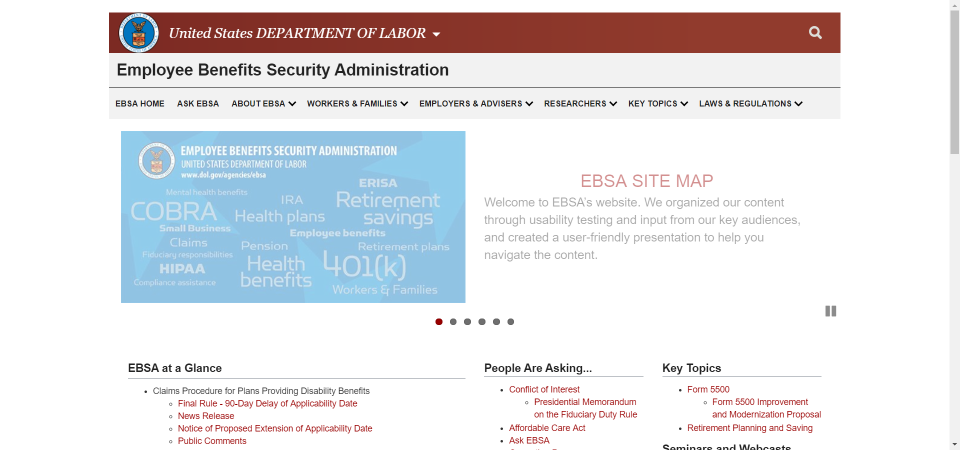 United States DEPARTMENT OF LABOR
Employee Benefits Security Administration
EBSA HOME ASK EBSA ABOUT EBSA WORKERS & FAMILIES EMPLOYERS & ADVISERS RESEARCHERS KEY TOPICS LAWS & REGULATIONS
EMPLOYEE BENEFITS SECURITY ADMINISTRATION
UNITED STATES DEPARTMENT OF LABOR
www.dol.gov/agencies/ebsa
Mental health benefits
ERISA
COBRA
IRA
Retirement savings
Health plans
Small Business
Employee benefits
Claims
Pension
Retirement plans
Fiduciary responsibilities
HIPAA
Health benefits
401(k)
Compliance assistance
Workers & Families
EBSA SITE MAP
Welcome to EBSA's website. We organized our content
through usability testing and input from our key audiences,
and created a user-friendly presentation to help you
navigate the content.
EBSA at a Glance
Claims Procedure for Plans Providing Disability Benefits
Final Rule - 90-Day Delay of Applicability Date
News Release
Notice of Proposed Extension of Applicability Date
Public Comments
People Are Asking...
Conflict of Interest
Presidential Memorandum
on the Fiduciary Duty Rule
Affordable Care Act
Ask EBSA
Key Topics
Form 5500
Form 5500 Improvement
and Modernization Proposal
Retirement Planning and Saving
Seminars and Webcasts